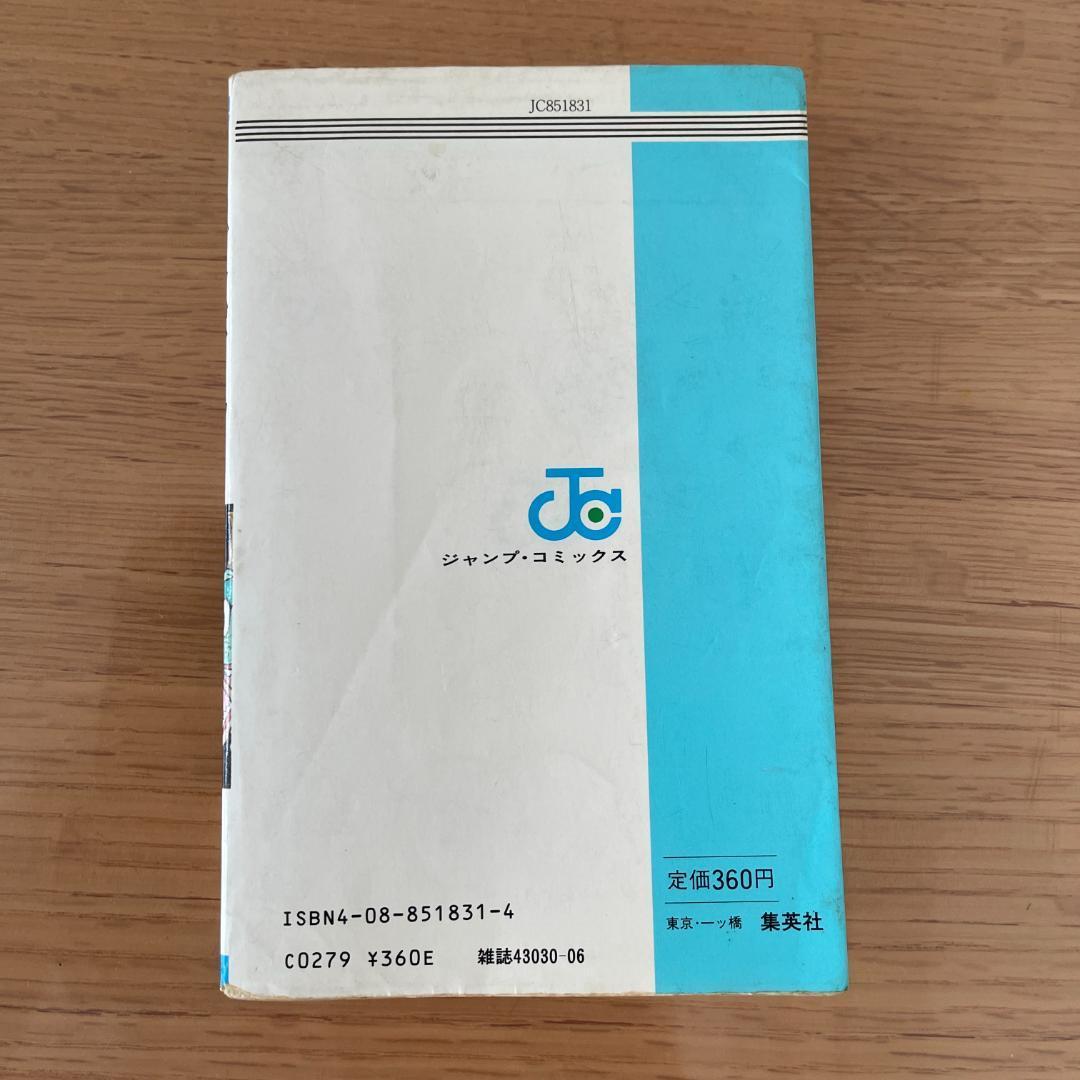 JC851831
JC
ジャンプ・コミックス
定価360円
東京・一ッ橋 集英社
ISBN4-08-851831-4
C0279 ¥360E 雑誌43030-06